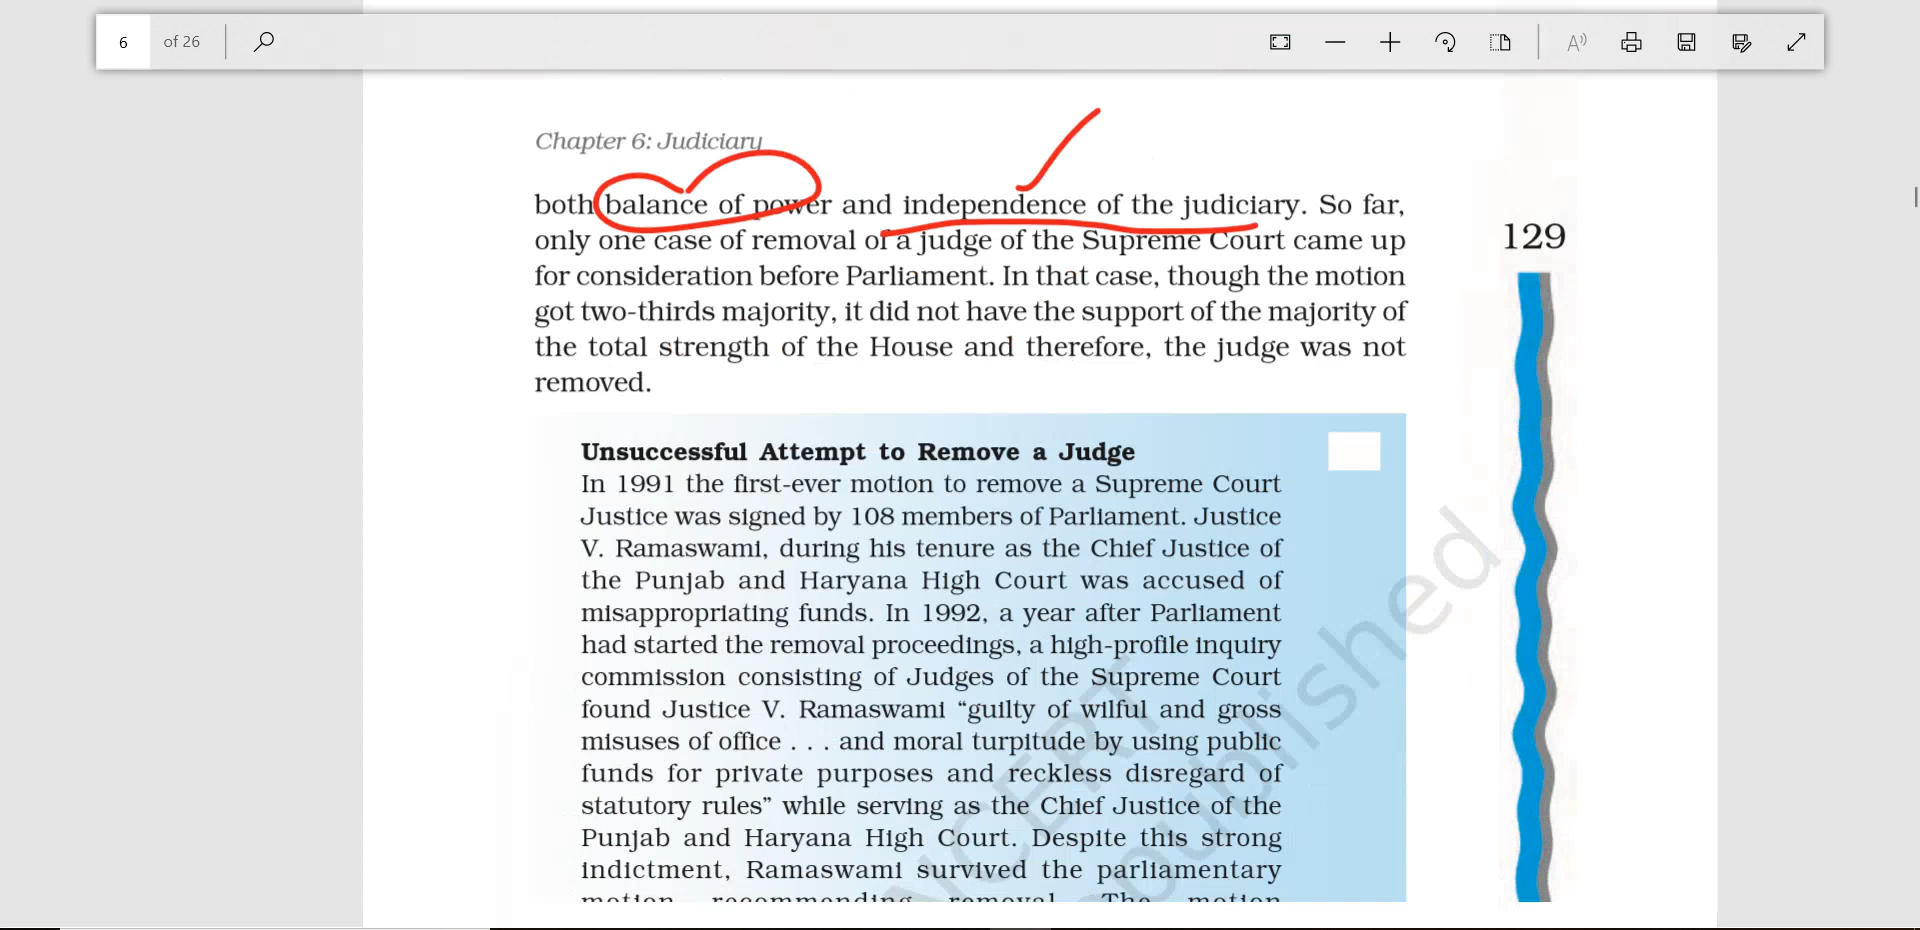 6 of 26
Chapter 6: Judiciary
both balance of power and independence of the judiciary. So far,
only one case of removal of a judge of the Supreme Court came up
for consideration before Parliament. In that case, though the motion
got two-thirds majority, it did not have the support of the majority of
the total strength of the House and therefore, the judge was not
removed.
129
Unsuccessful Attempt to Remove a Judge
In 1991 the first-ever motion to remove a Supreme Court
Justice was signed by 108 members of Parliament. Justice
V. Ramaswami, during his tenure as the Chief Justice of
the Punjab and Haryana High Court was accused of
misappropriating funds. In 1992, a year after Parliament
had started the removal proceedings, a high-profile inquiry
commission consisting of Judges of the Supreme Court
found Justice V. Ramaswami “guilty of wilful and gross
misuses of office . . . and moral turpitude by using public
funds for private purposes and reckless disregard of
statutory rules” while serving as the Chief Justice of the
Punjab and Haryana High Court. Despite this strong
indictment, Ramaswami survived the parliamentary
motion recommending removal. The motion
NCERT
published